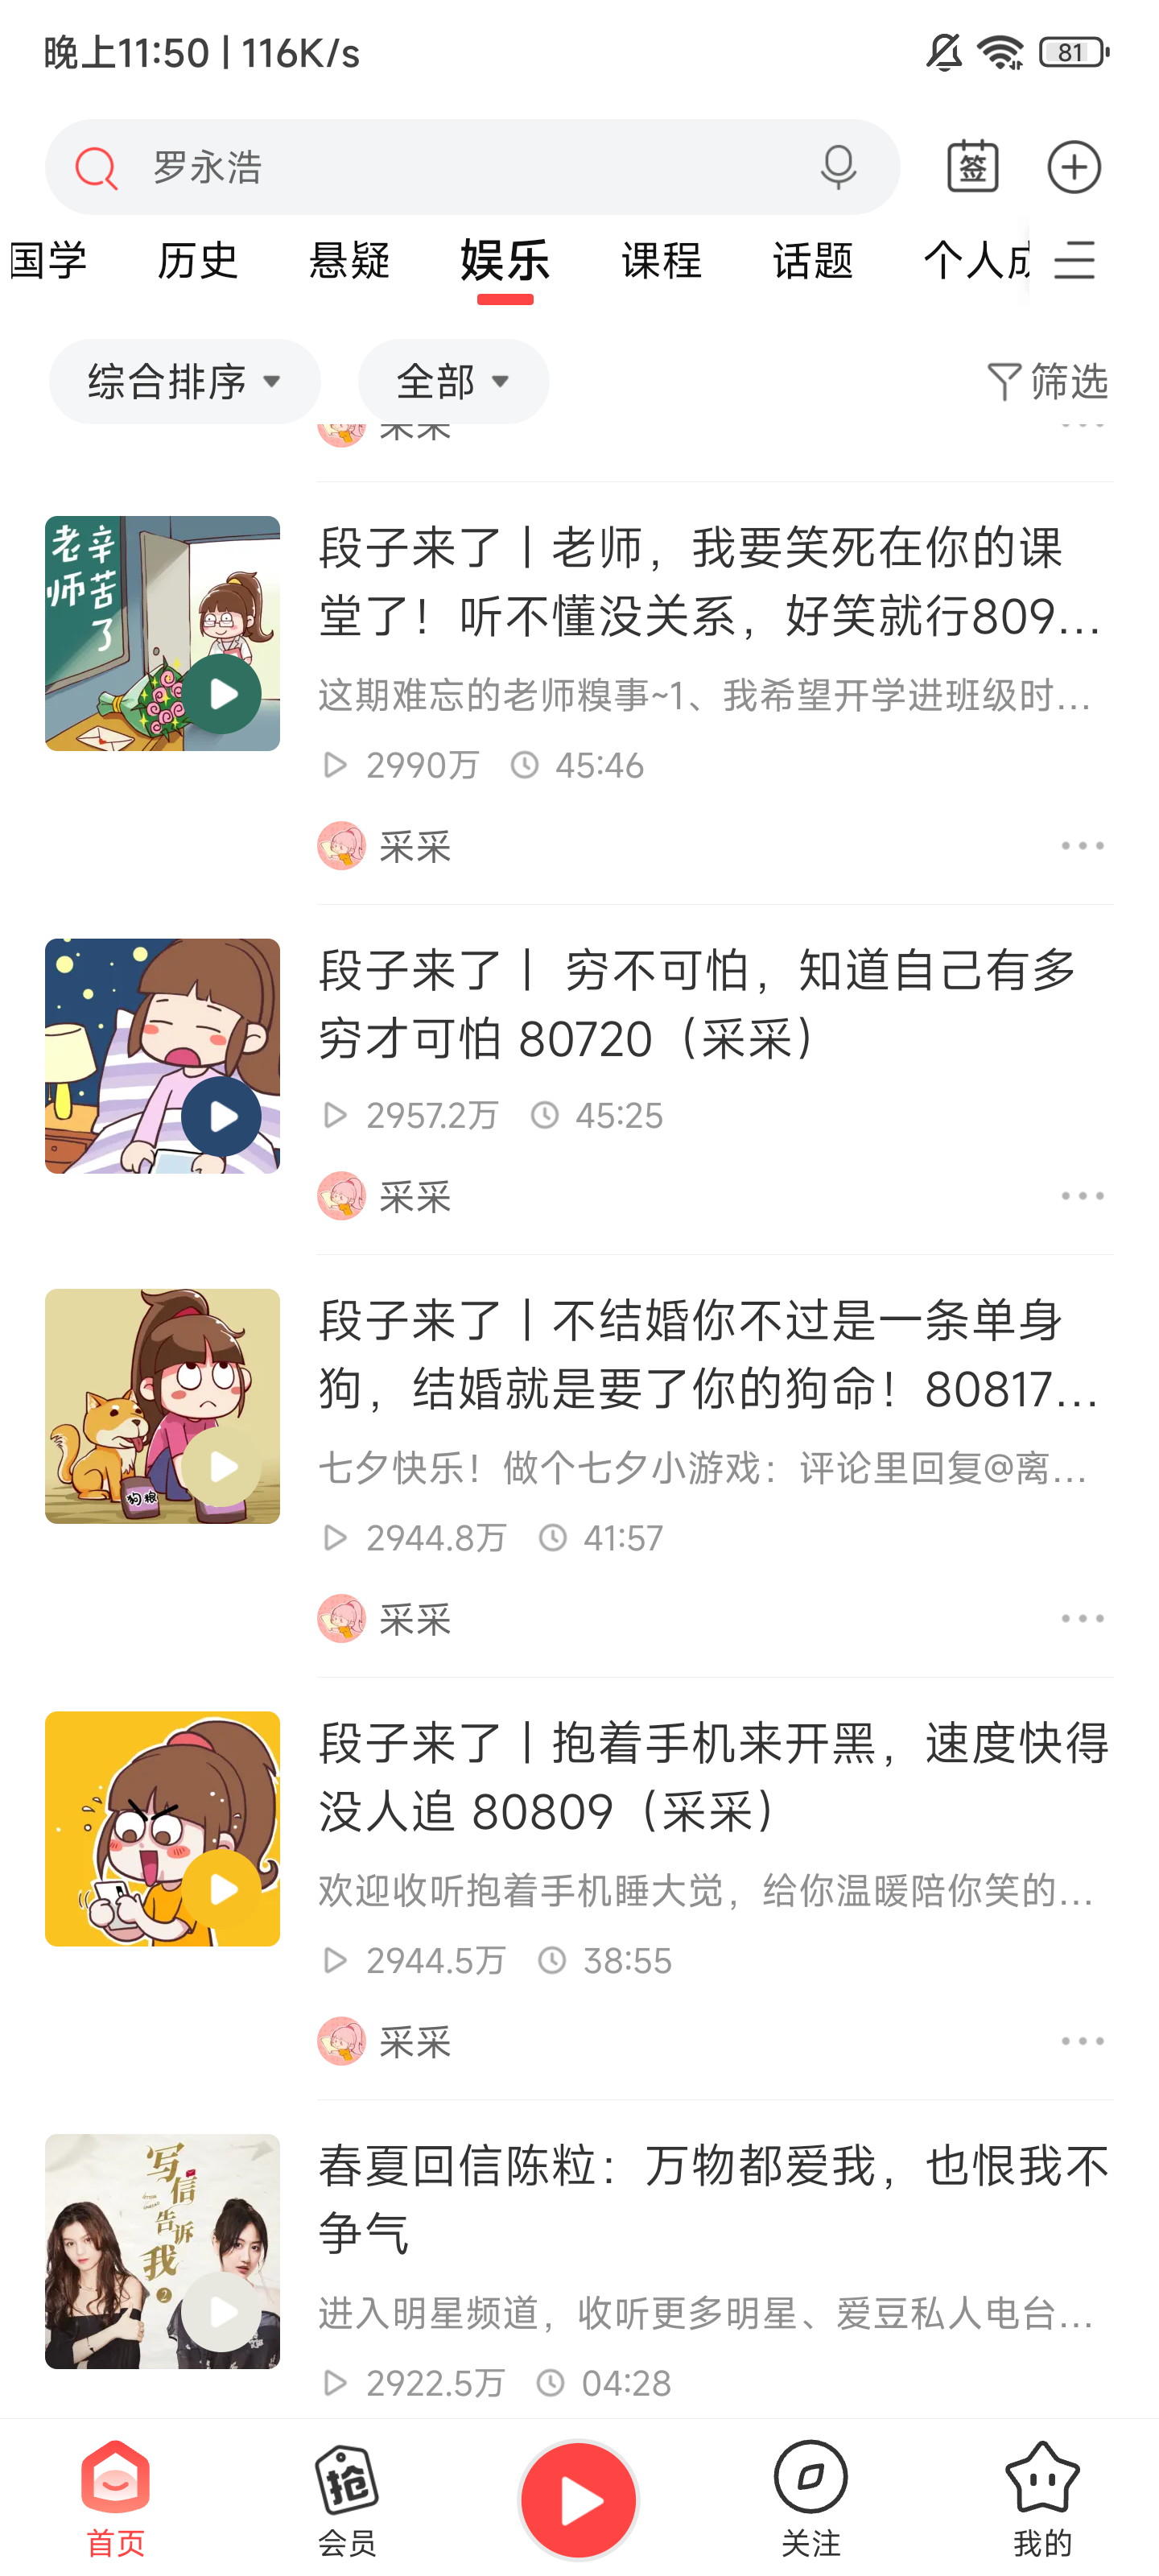 晚上11:50 | 116K/s
81
罗永浩
签
国学 历史 悬疑 娱乐 课程 话题 个人成
综合排序 全部 筛选
采采
老师
辛苦了
段子来了丨老师，我要笑死在你的课
堂了！听不懂没关系，好笑就行809...
这期难忘的老师糗事~1、我希望开学进班级时...
2990万 45:46
采采
段子来了丨 穷不可怕，知道自己有多
穷才可怕 80720（采采）
2957.2万 45:25
采采
狗粮
段子来了丨不结婚你不过是一条单身
狗，结婚就是要了你的狗命！80817...
七夕快乐！做个七夕小游戏：评论里回复@离...
2944.8万 41:57
采采
段子来了丨抱着手机来开黑，速度快得
没人追 80809（采采）
欢迎收听抱着手机睡大觉，给你温暖陪你笑的...
2944.5万 38:55
采采
写信
告诉
我
2
春夏回信陈粒：万物都爱我，也恨我不
争气
进入明星频道，收听更多明星、爱豆私人电台...
2922.5万 04:28
抢
首页 会员 关注 我的